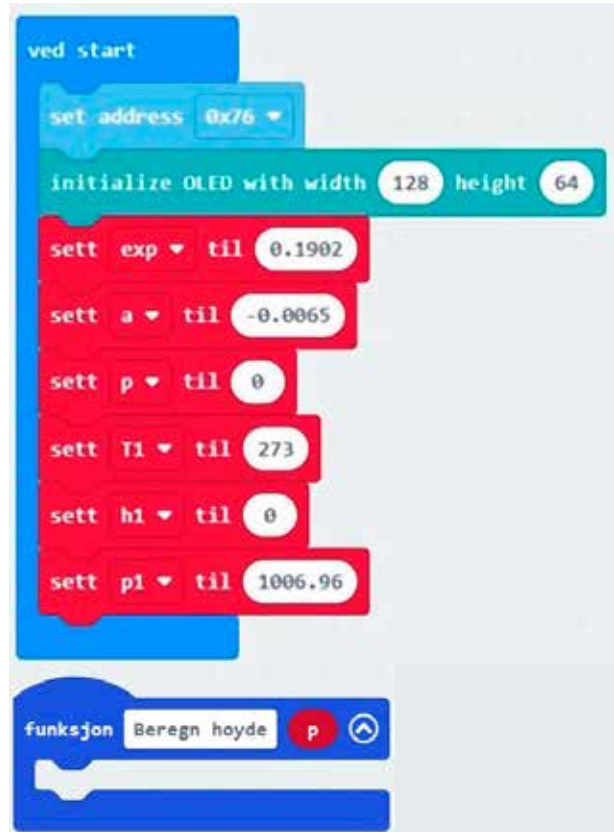 ved start
set address 0x76
initialize OLED with width 128 height 64
sett exp til 0.1902
sett a til -0.0065
sett p til 0
sett T1 til 273
sett h1 til 0
sett p1 til 1006.96
funksjon Beregn hoyde p